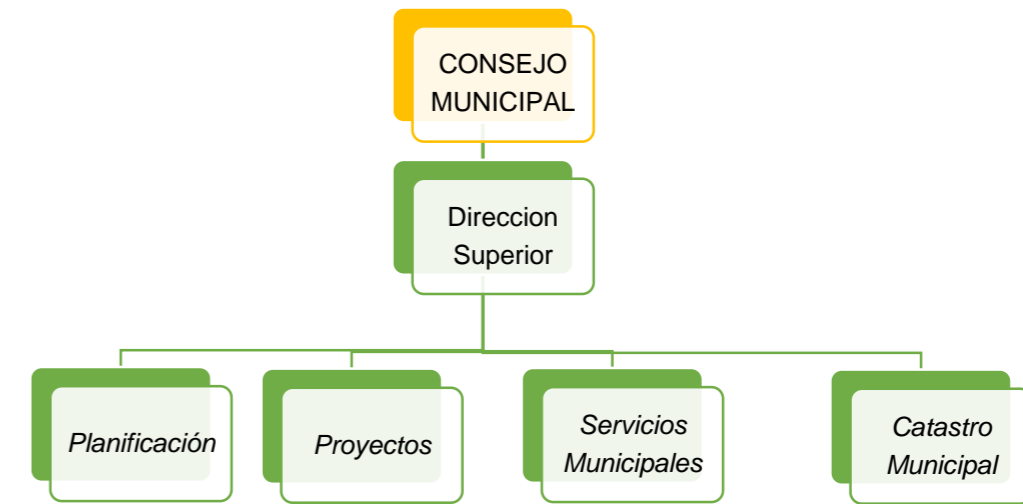 CONSEJO
MUNICIPAL
Direccion
Superior
Planificación
Proyectos
Servicios
Municipales
Catastro
Municipal